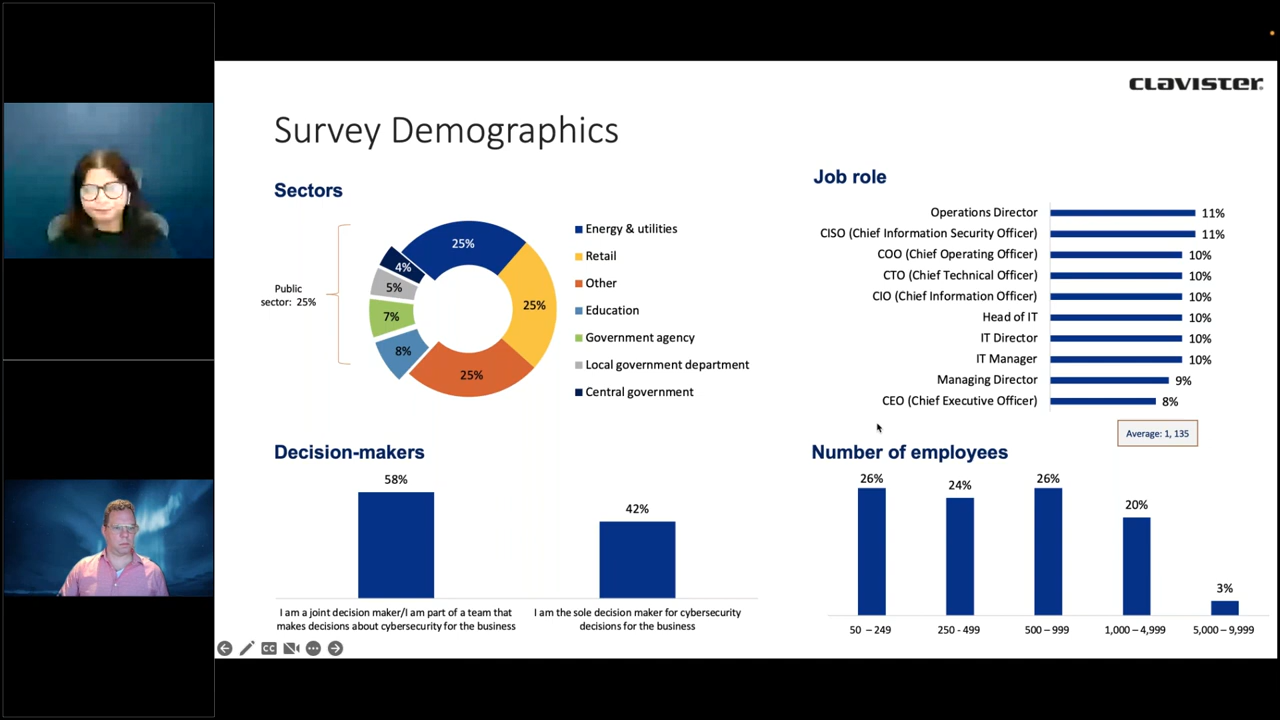 CLAVISTER
Survey Demographics
Sectors
25%
25%
25%
8%
7%
5%
4%
Public
sector: 25%
Energy & utilities
Retail
Other
Education
Government agency
Local government department
Central government
Job role
Operations Director 11%
CISO (Chief Information Security Officer) 11%
COO (Chief Operating Officer) 10%
CTO (Chief Technical Officer) 10%
CIO (Chief Information Officer) 10%
Head of IT 10%
IT Director 10%
IT Manager 10%
Managing Director 9%
CEO (Chief Executive Officer) 8%
Decision-makers
58%
42%
I am a joint decision maker/I am part of a team that
makes decisions about cybersecurity for the business
I am the sole decision maker for cybersecurity
decisions for the business
Average: 1, 135
Number of employees
26% 24% 26% 20% 3%
50 – 249 250 - 499 500 – 999 1,000 – 4,999 5,000 – 9,999
CC